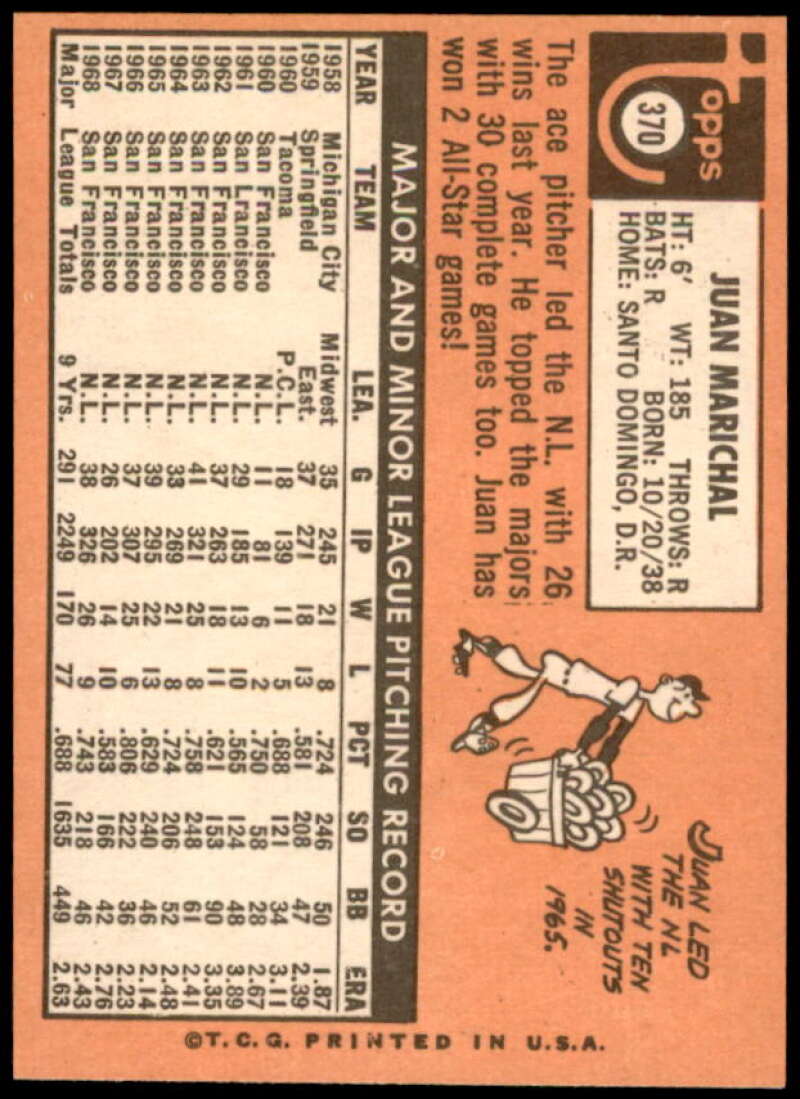 Topps
370
JUAN MARICHAL
HT: 6' WT: 185 THROWS: R
BATS: R BORN: 10/20/38
HOME: SANTO DOMINGO, D.R.
The ace pitcher led the N.L. with 26
wins last year. He topped the majors
with 30 complete games too. Juan has
won 2 All-Star games!
JUAN LED
THE NL
WITH TEN
SHUTOUTS
IN
1965.
MAJOR AND MINOR LEAGUE PITCHING RECORD
YEAR TEAM LEA. G IP W L PCT SO BB ERA
1958 Michigan City Midwest 35 245 21 8 .724 246 50 1.87
1959 Springfield East. 37 271 18 13 .581 208 47 2.39
1960 Tacoma P.C.L. 18 139 11 5 .688 121 34 3.11
1960 San Francisco N.L. 11 81 6 2 .750 58 28 2.67
1961 San Lrancisco N.L. 29 185 13 10 .565 124 48 3.89
1962 San Francisco N.L. 37 263 18 11 .621 153 90 3.35
1963 San Francisco N.L. 41 321 25 8 .758 248 61 2.41
1964 San Francisco N.L. 33 269 21 8 .724 206 52 2.48
1965 San Francisco N.L. 39 295 22 13 .629 240 46 2.14
1966 San Francisco N.L. 37 307 25 6 .806 222 36 2.23
1967 San Francisco N.L. 26 202 14 10 .583 166 42 2.76
1968 San Francisco N.L. 38 326 26 9 .743 218 46 2.43
Major League Totals 9 Yrs. 291 2249 170 77 .688 1635 449 2.63
©T.C.G. PRINTED IN U.S.A.